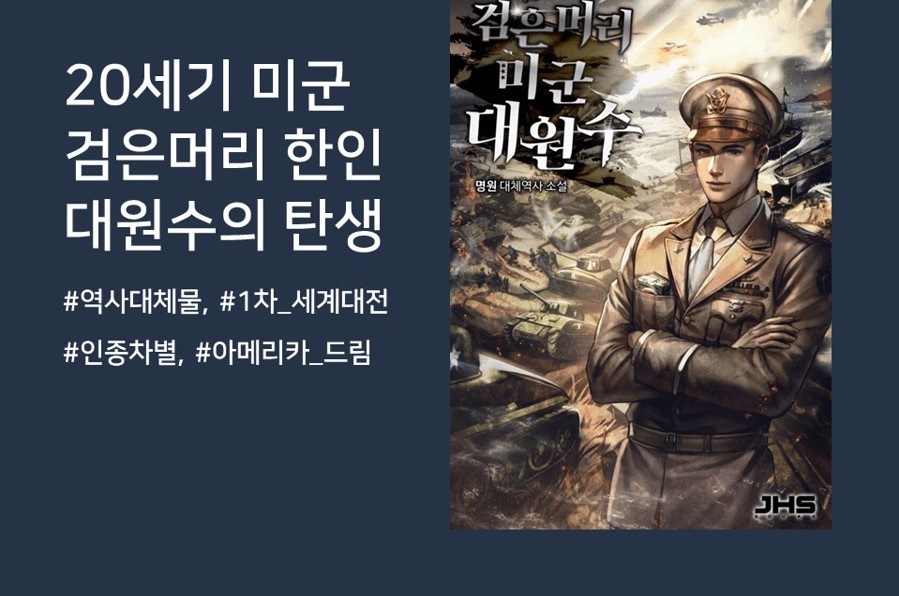 20세기 미군
검은머리 한인
대원수의 탄생
#역사대체물, #1차_세계대전
#인종차별, #아메리카_드림
검은 머리
미군
대원수
명원 대체역사 소설
JHS